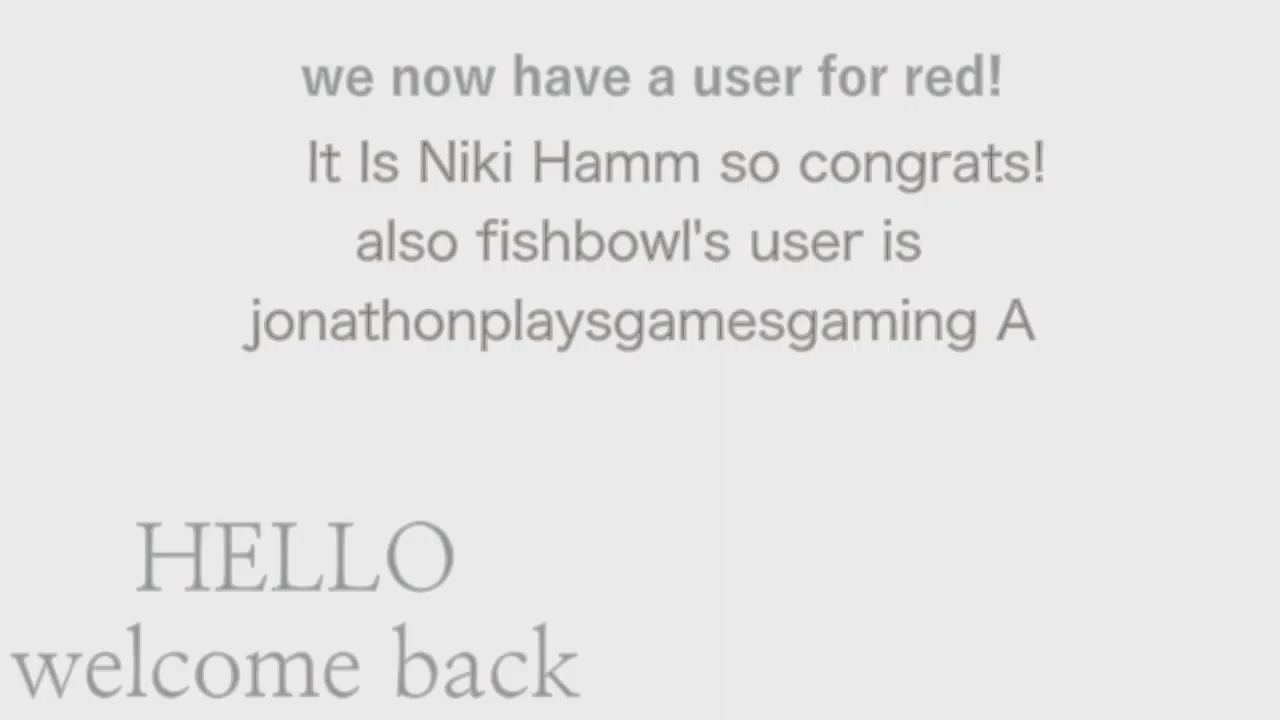 we now have a user for red!
It Is Niki Hamm so congrats!
also fishbowl's user is
jonathonplaysgamesgaming A
HELLO
welcome back